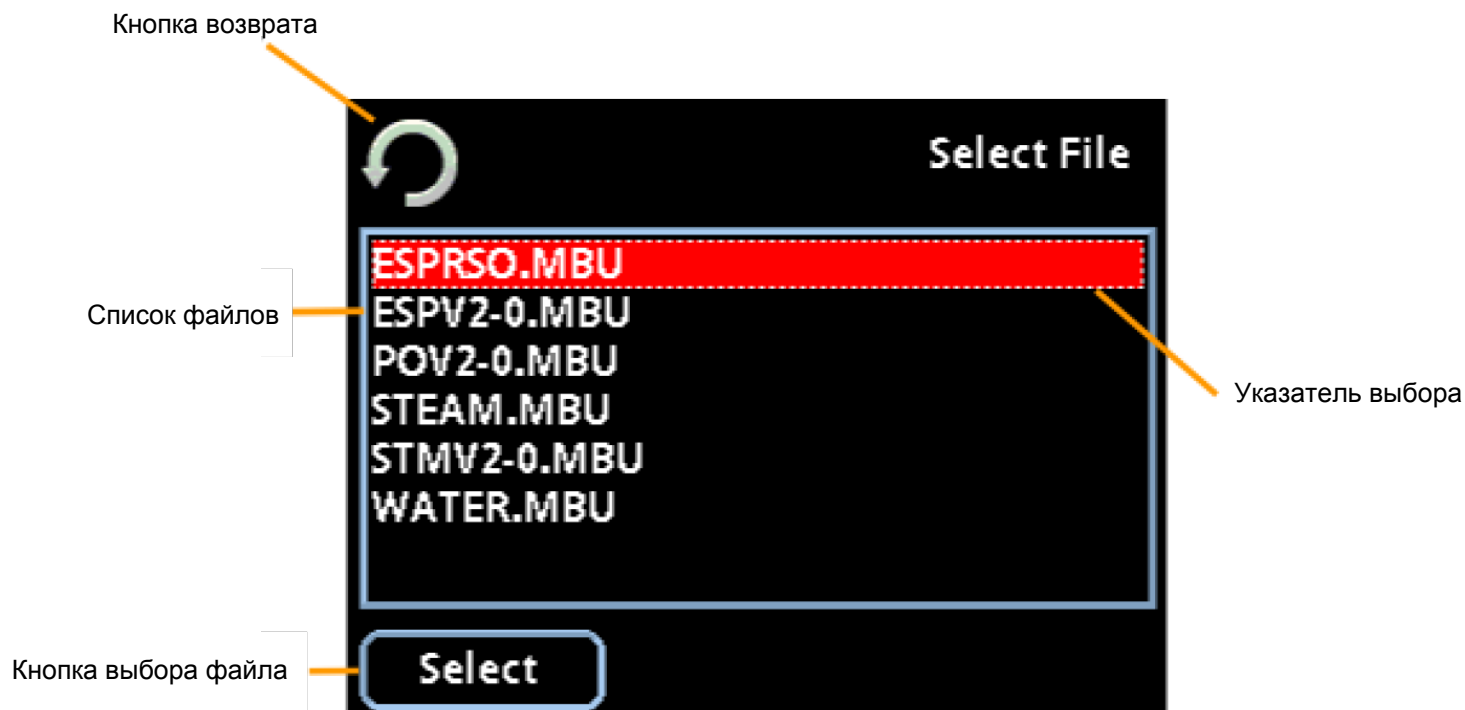 Кнопка возврата
Select File
ESPRSO.MBU
Список файлов
ESPV2-0.MBU
POV2-0.MBU
Указатель выбора
STEAM.MBU
STMV2-0.MBU
WATER.MBU
Кнопка выбора файла
Select